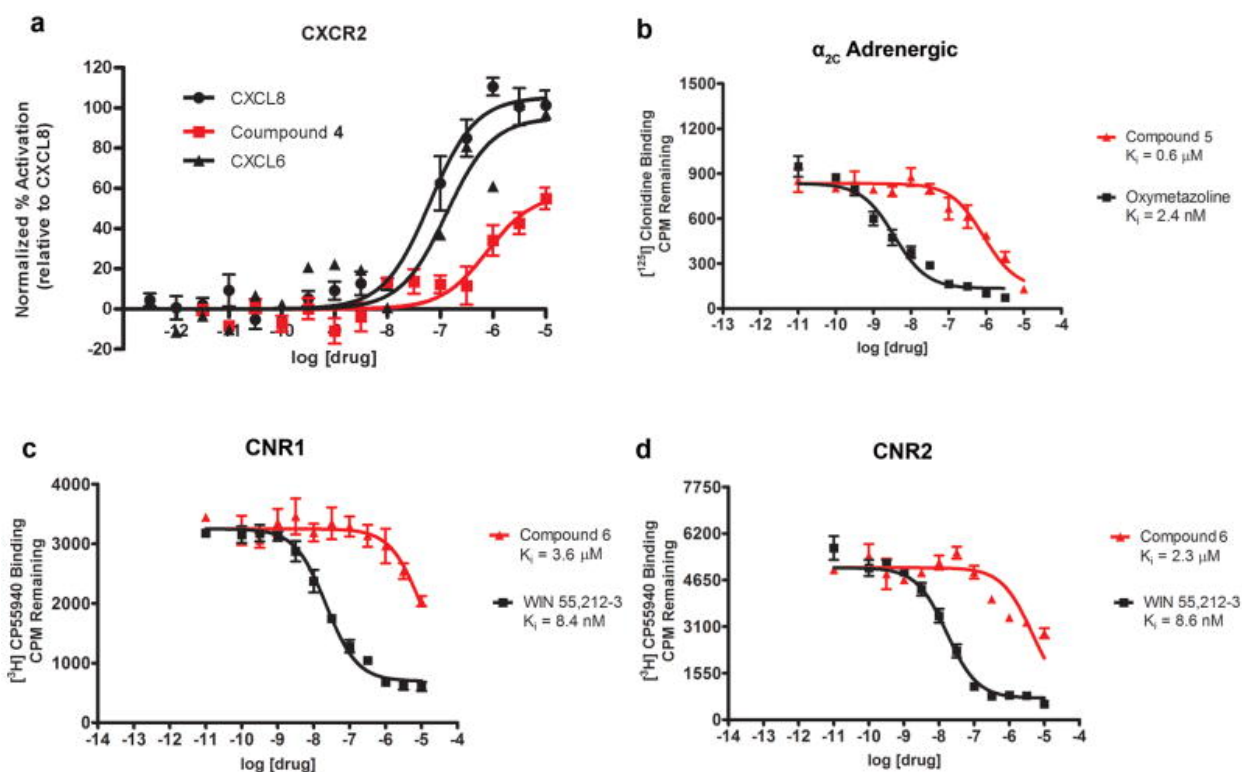 a
CXCR2
Normalized % Activation
(relative to CXCL8)
120
100
80
60
40
20
0
-20
CXCL8
Coumpound 4
CXCL6
-12
-11
-10
-9
-8
-7
-6
-5
log [drug]
b
α2C Adrenergic
[125I] Clonidine Binding
CPM Remaining
1500
1200
900
600
300
0
-13 -12 -11 -10 -9 -8 -7 -6 -5 -4
log [drug]
Compound 5
Ki = 0.6 μM
Oxymetazoline
Ki = 2.4 nM
c
CNR1
[3H] CP55940 Binding
CPM Remaining
4000
3000
2000
1000
0
-14 -13 -12 -11 -10 -9 -8 -7 -6 -5 -4
log [drug]
Compound 6
Ki = 3.6 μM
WIN 55,212-3
Ki = 8.4 nM
d
CNR2
[3H] CP55940 Binding
CPM Remaining
7750
6200
4650
3100
1550
0
-14 -13 -12 -11 -10 -9 -8 -7 -6 -5 -4
log [drug]
Compound 6
Ki = 2.3 μM
WIN 55,212-3
Ki = 8.6 nM